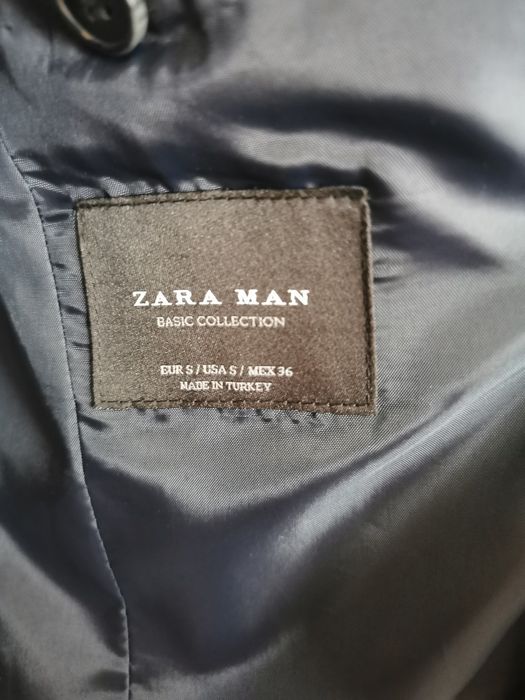 ZARA MAN
BASIC COLLECTION
EUR S / USA S / MEX 36
MADE IN TURKEY